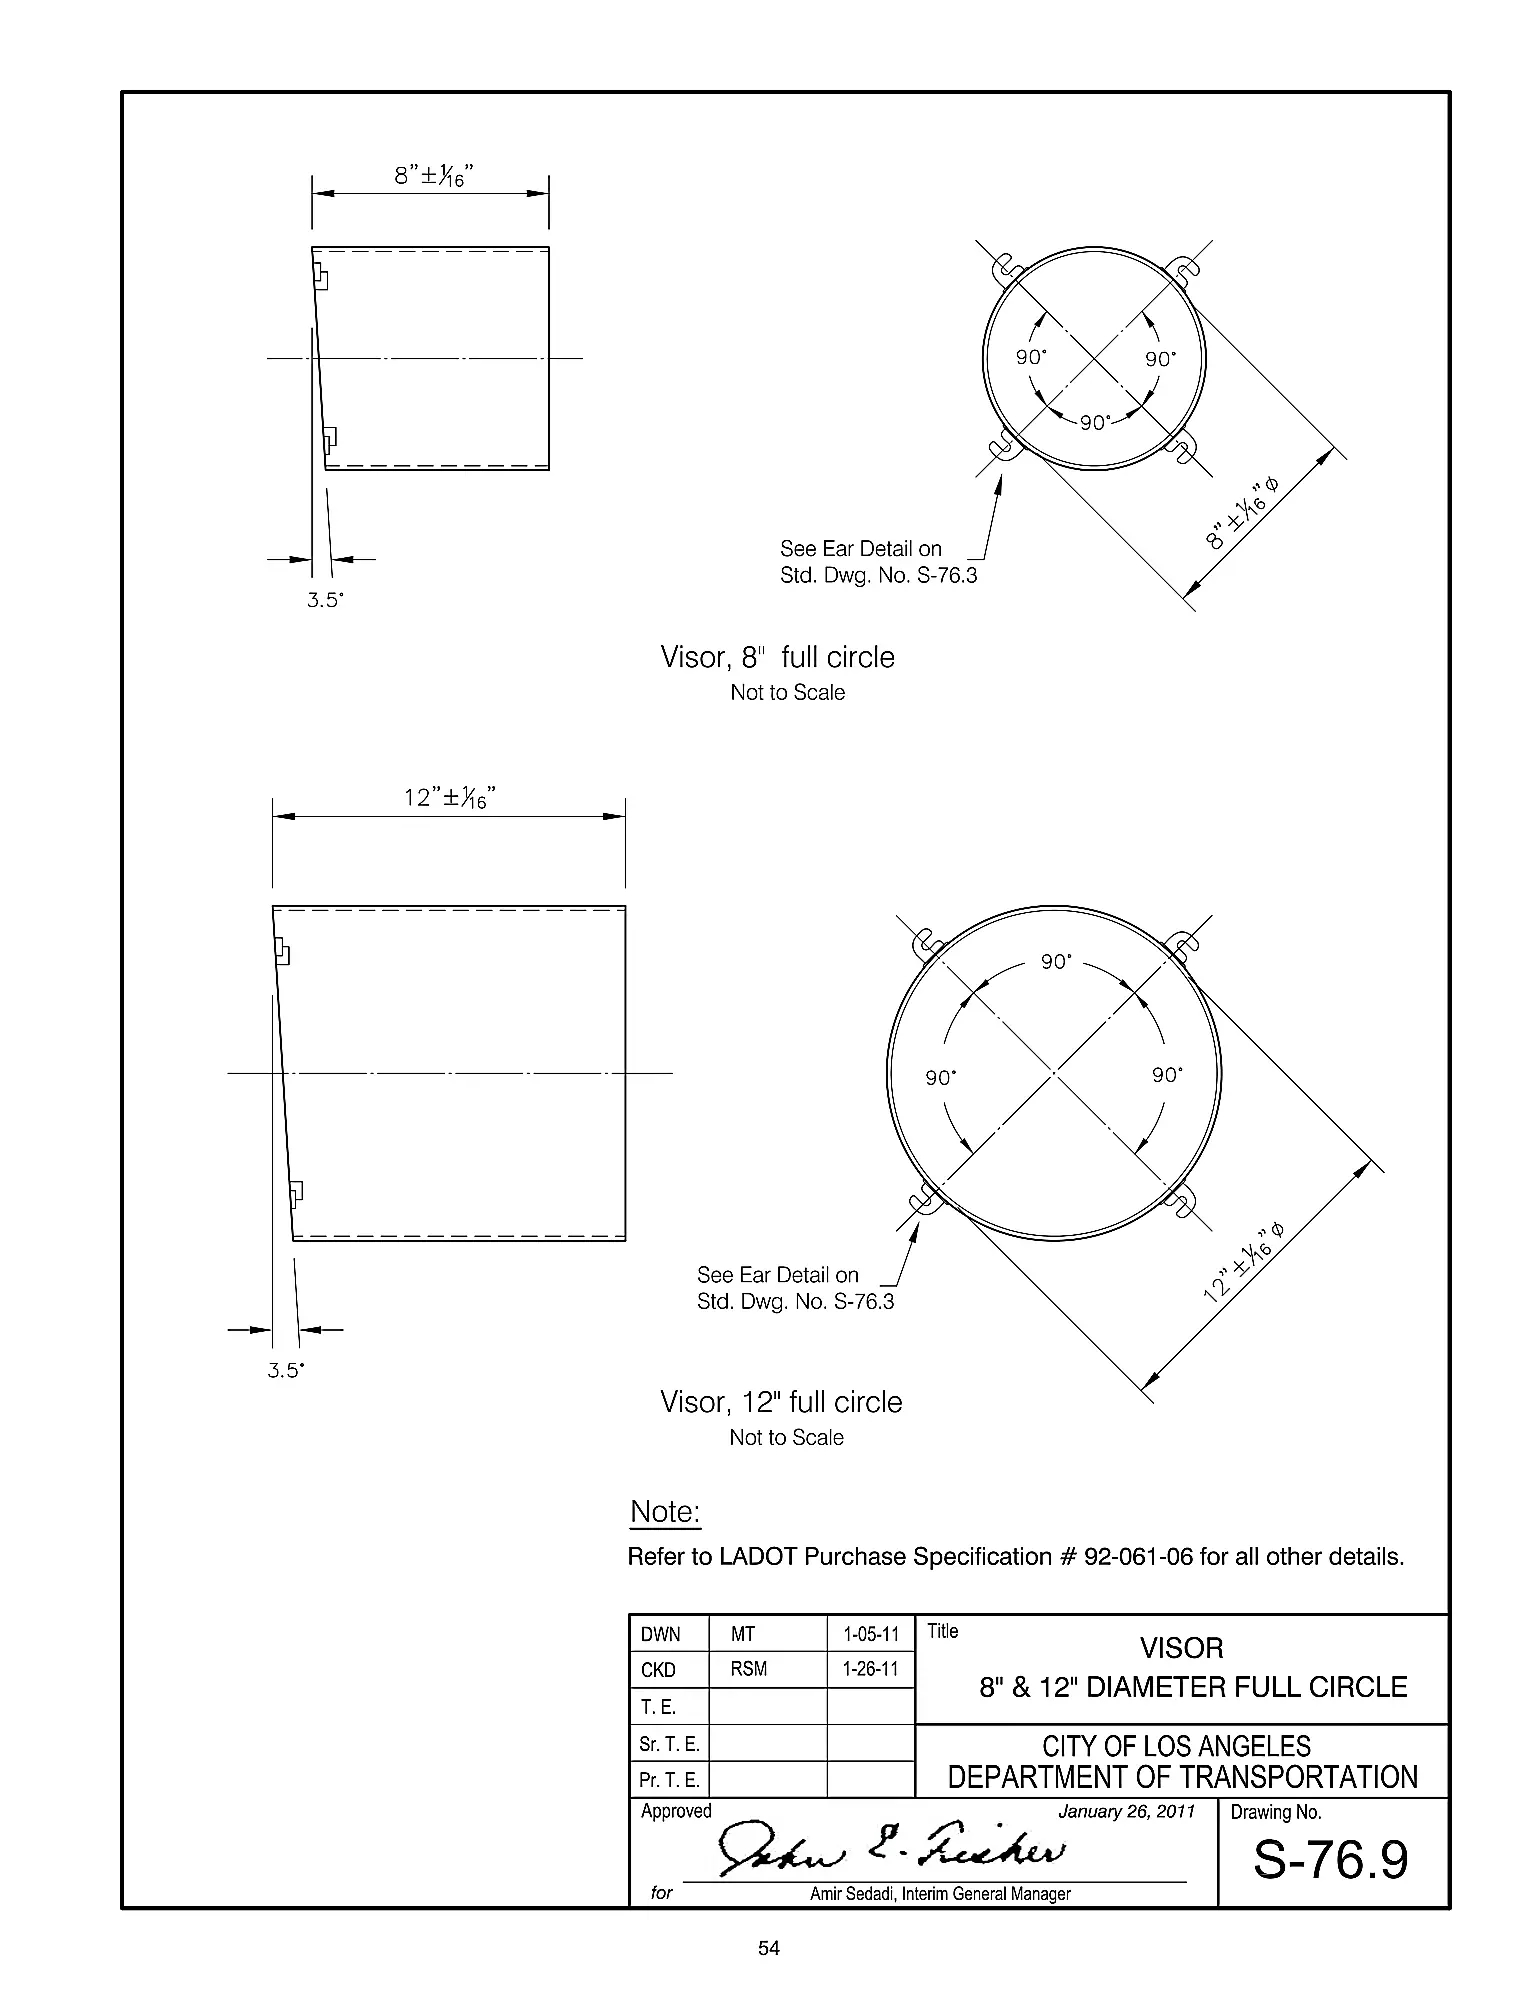 8"±1/16"
90°
90°
90°
8"±1/16"ϕ
See Ear Detail on
Std. Dwg. No. S-76.3
3.5°
Visor, 8" full circle
Not to Scale
12"±1/16"
90°
90°
90°
12"±1/16"ϕ
See Ear Detail on
Std. Dwg. No. S-76.3
3.5°
Visor, 12" full circle
Not to Scale
Note:
Refer to LADOT Purchase Specification # 92-061-06 for all other details.
DWN MT 1-05-11
CKD RSM 1-26-11
T. E.
Sr. T. E.
Pr. T. E.
Title
VISOR
8" & 12" DIAMETER FULL CIRCLE
CITY OF LOS ANGELES
DEPARTMENT OF TRANSPORTATION
Approved January 26, 2011
John E. Fisher
for Amir Sedadi, Interim General Manager
Drawing No.
S-76.9
54